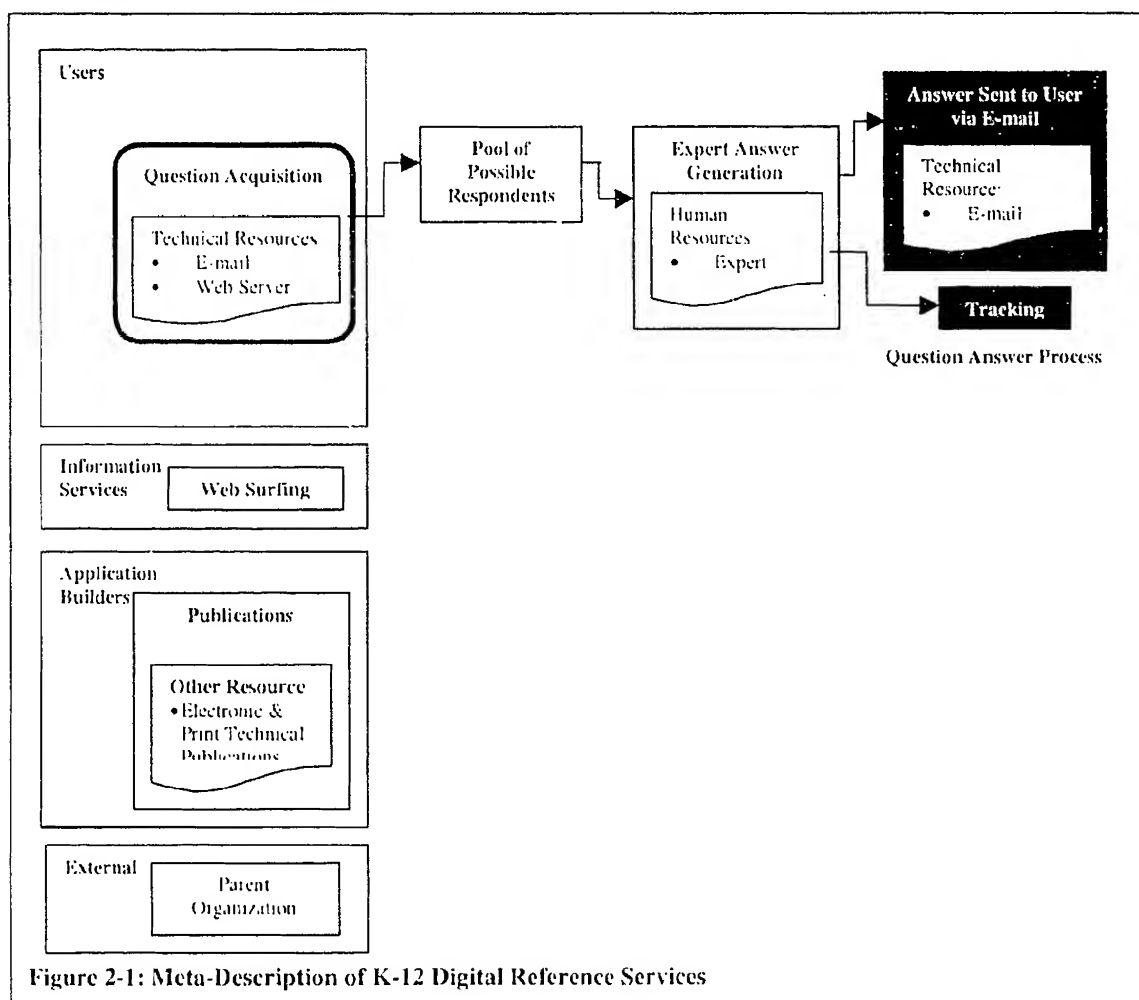 Users
Question Acquisition
Technical Resources
• E-mail
• Web Server
Pool of
Possible
Respondents
Expert Answer
Generation
Human
Resources
• Expert
Answer Sent to User
via E-mail
Technical
Resource:
• E-mail
Tracking
Question Answer Process
Information
Services
Web Surfing
Application
Builders
Publications
Other Resource
• Electronic &
Print Technical
Publications
External
Parent
Organization
Figure 2-1: Meta-Description of K-12 Digital Reference Services